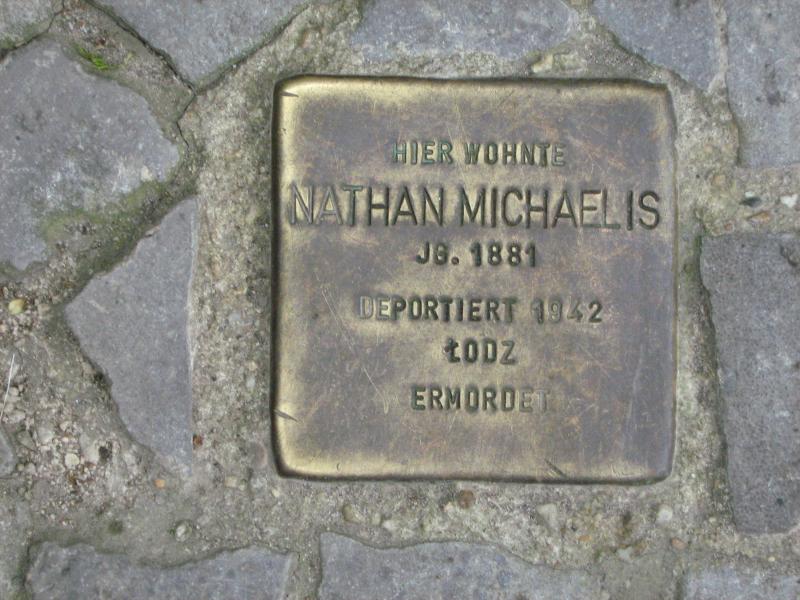 HIER WOHNTE
NATHAN MICHAELIS
JG. 1881
DEPORTIERT 1942
ŁODZ
ERMORDET